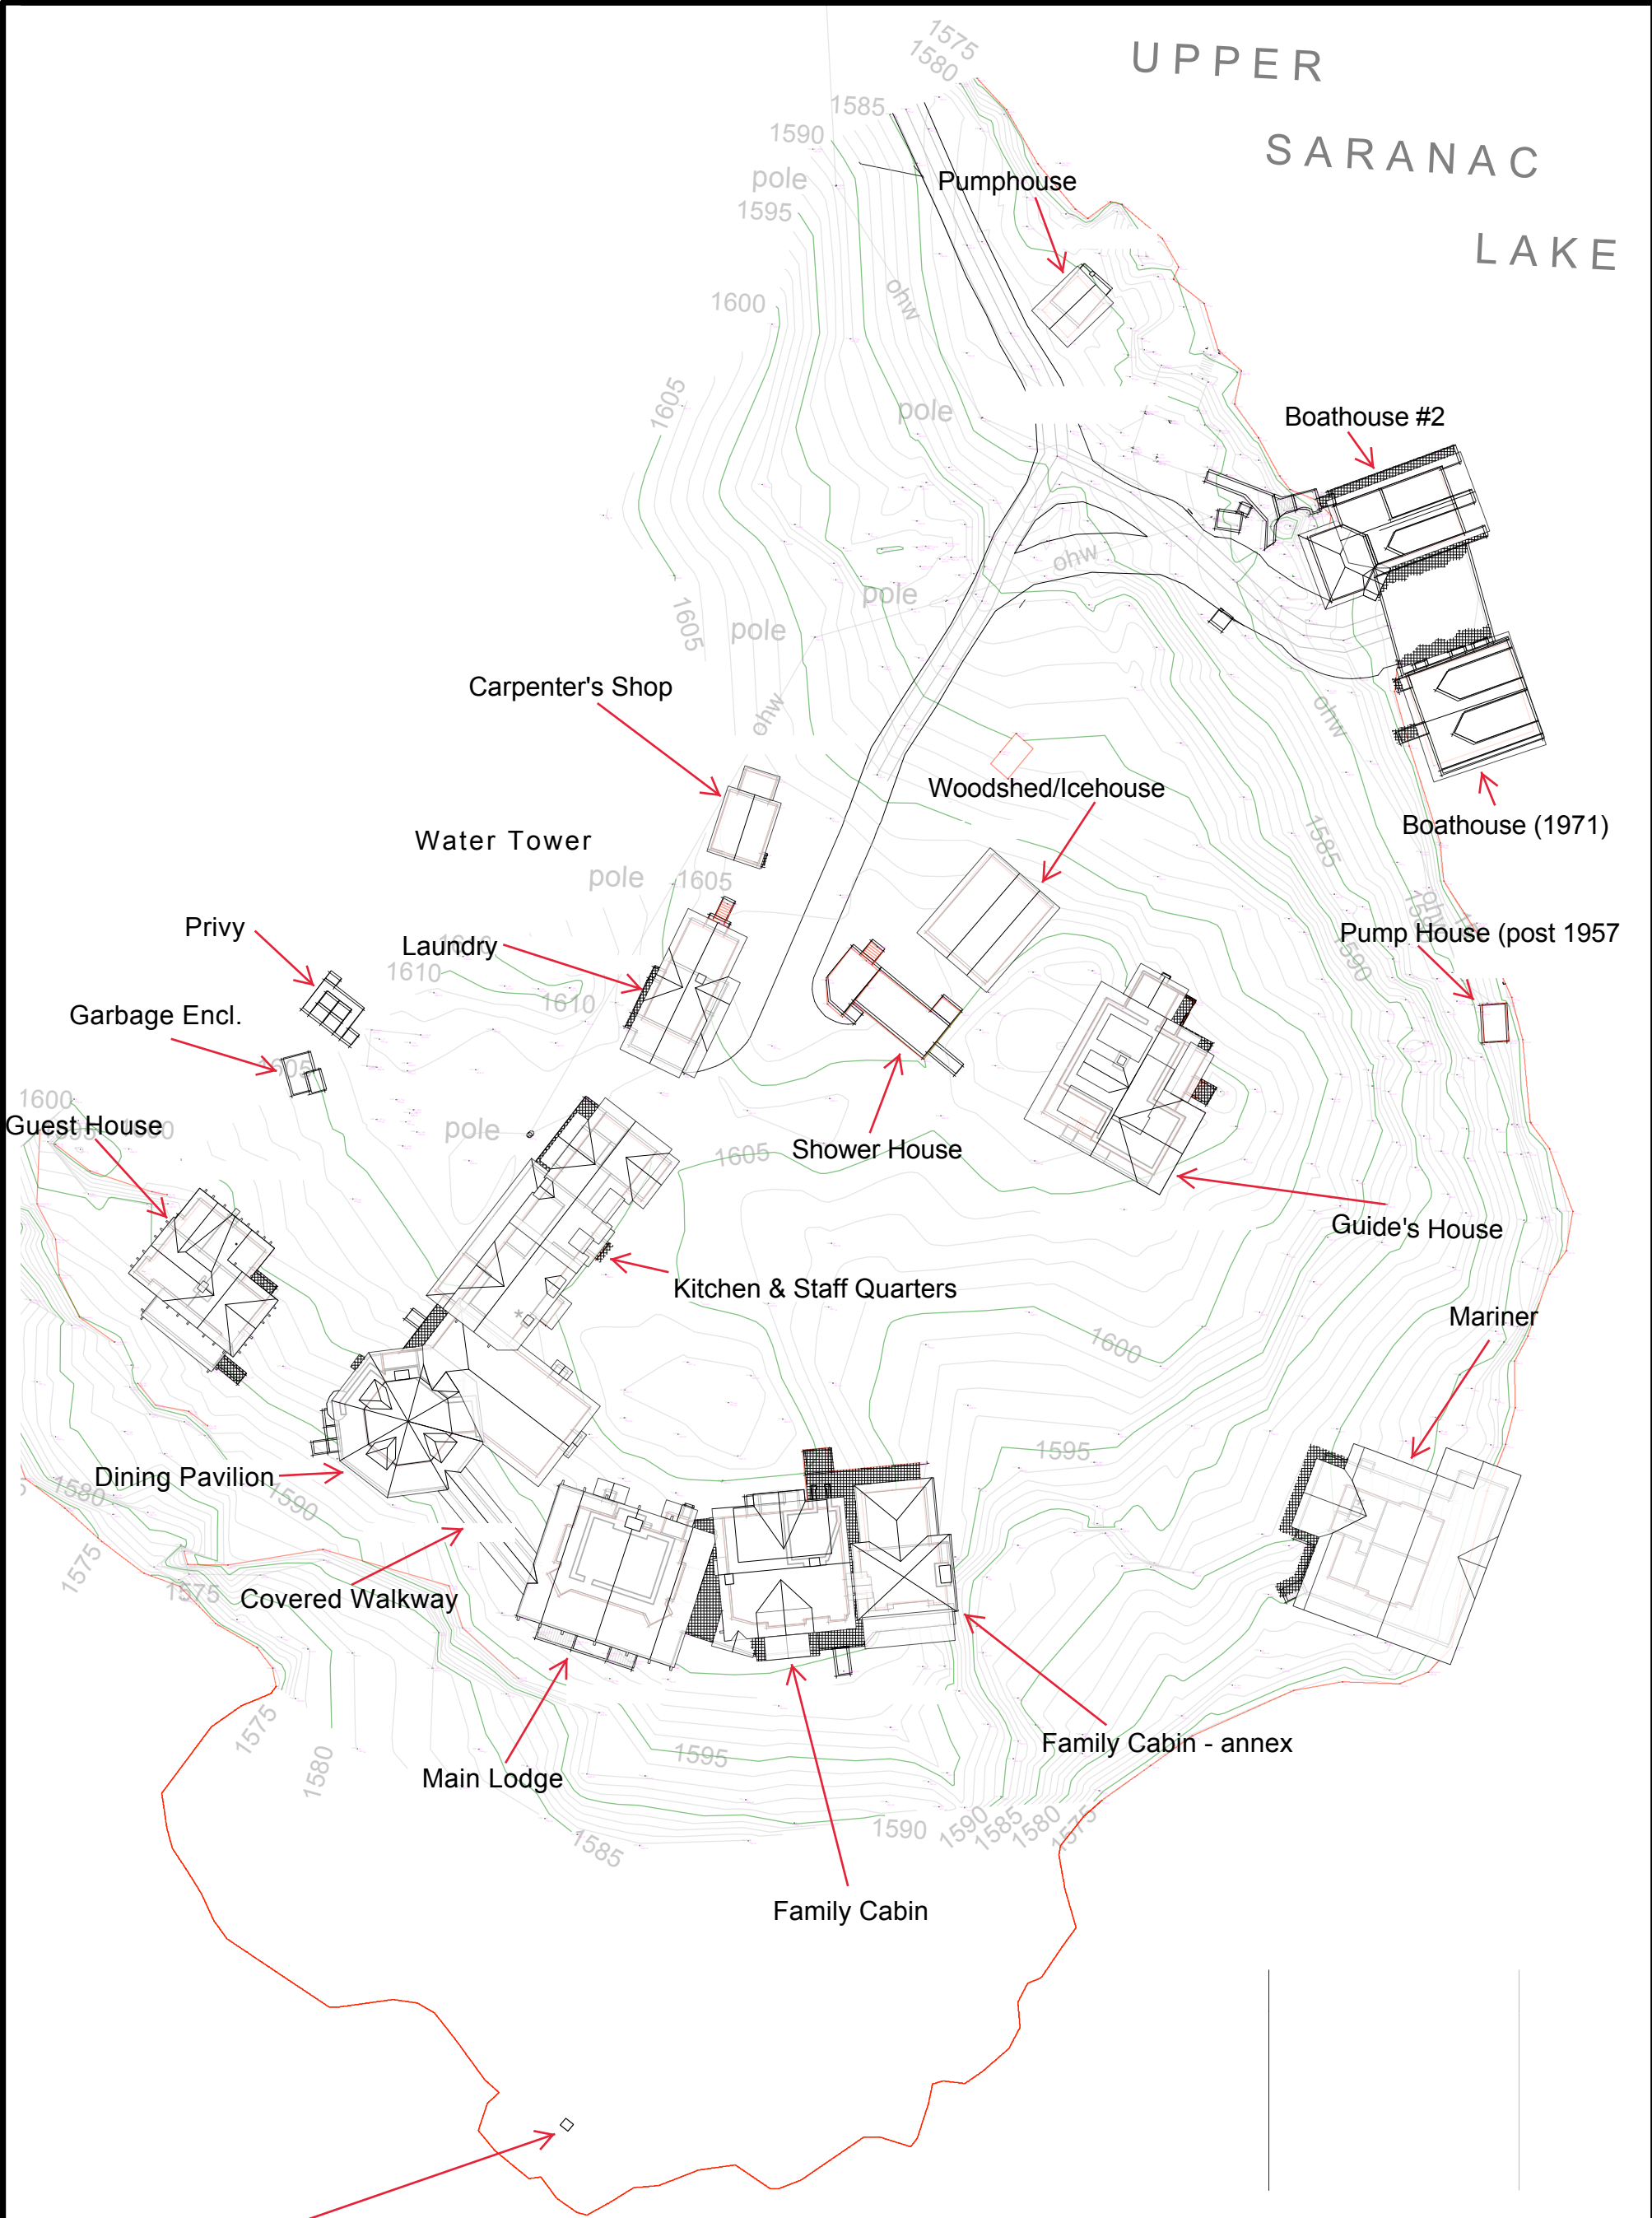 UPPER
SARANAC
LAKE
1575
1580
1585
1590
pole
1595
Pumphouse
1600
ohw
1605
pole
Boathouse #2
ohw
pole
1605
pole
Carpenter's Shop
ohw
ohw
Woodshed/Icehouse
Boathouse (1971)
Water Tower
1585
pole
1605
Privy
Laundry
1610
1610
ohw
Pump House (post 1957
1590
Garbage Encl.
1605
1600
Guest House
pole
Shower House
1605
Guide's House
Kitchen & Staff Quarters
*
Mariner
1600
1595
Dining Pavilion
1580
1590
1575
1575
Covered Walkway
1575
1580
Main Lodge
1595
Family Cabin - annex
1590
1590
1585
1580
1575
1585
Family Cabin